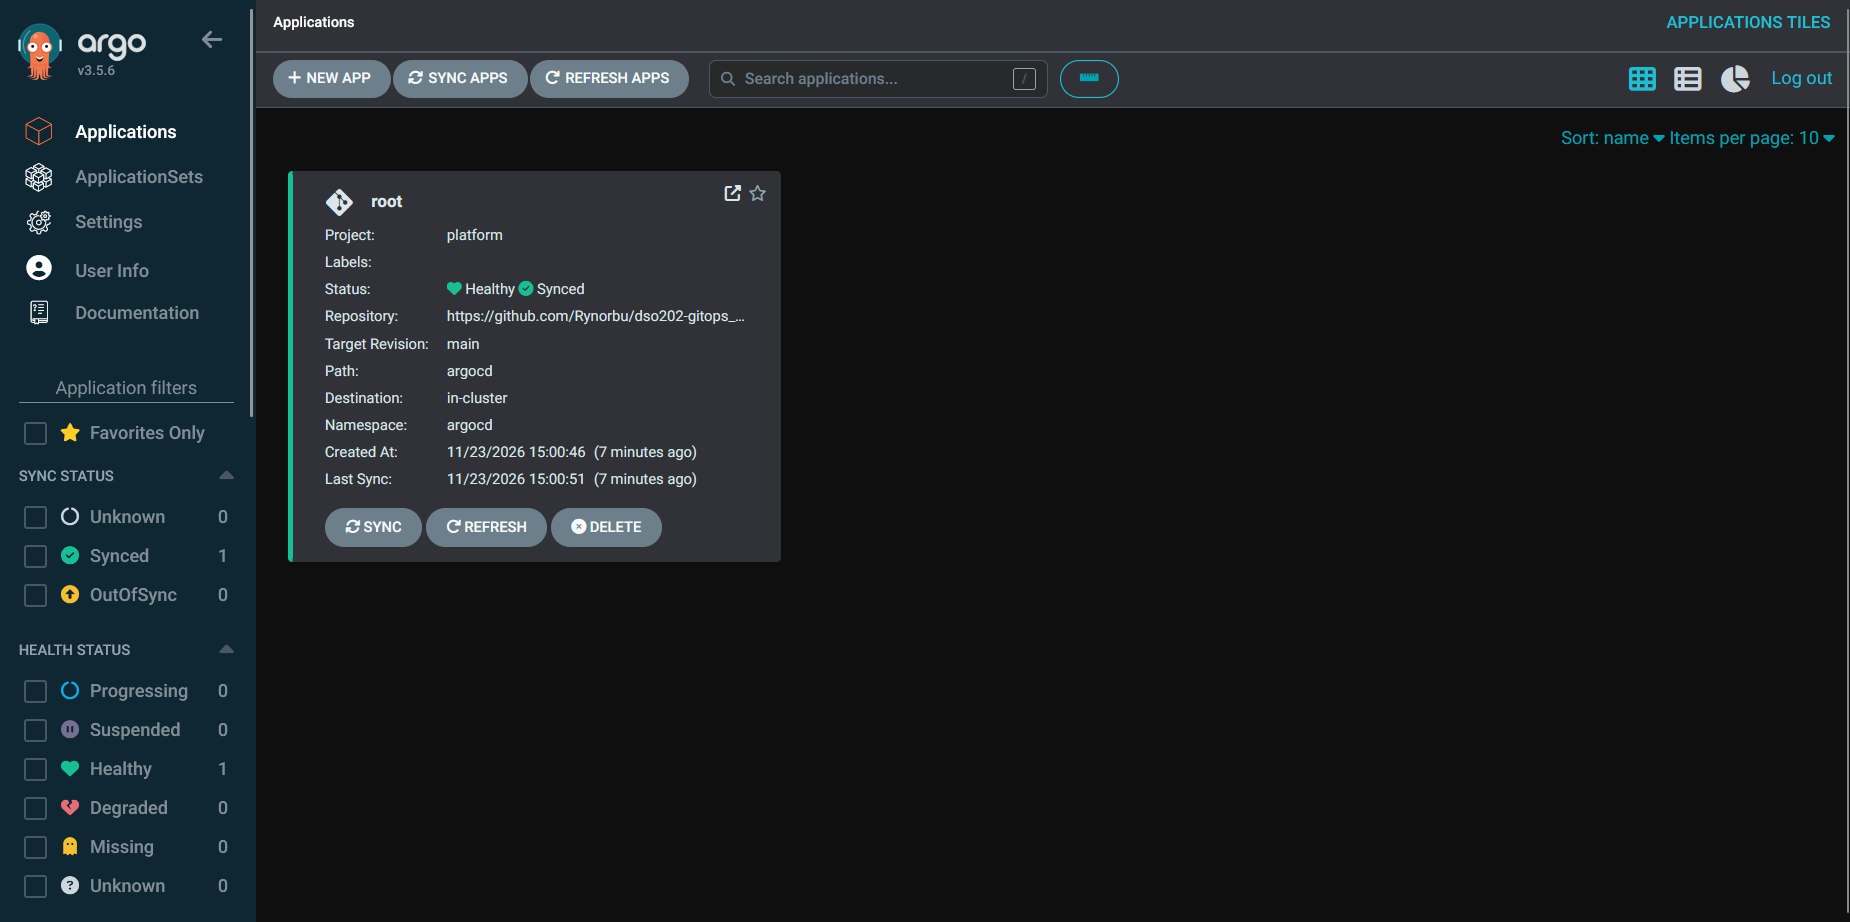 argo
v3.5.6
Applications
ApplicationSets
Settings
User Info
Documentation
Application filters
Favorites Only
SYNC STATUS
Unknown 0
Synced 1
OutOfSync 0
HEALTH STATUS
Progressing 0
Suspended 0
Healthy 1
Degraded 0
Missing 0
Unknown 0
Applications
APPLICATIONS TILES
NEW APP SYNC APPS REFRESH APPS Search applications... / Log out
Sort: name Items per page: 10
root
Project: platform
Labels:
Status: Healthy Synced
Repository: https://github.com/Rynorbu/dso202-gitops_...
Target Revision: main
Path: argocd
Destination: in-cluster
Namespace: argocd
Created At: 11/23/2026 15:00:46 (7 minutes ago)
Last Sync: 11/23/2026 15:00:51 (7 minutes ago)
SYNC REFRESH DELETE